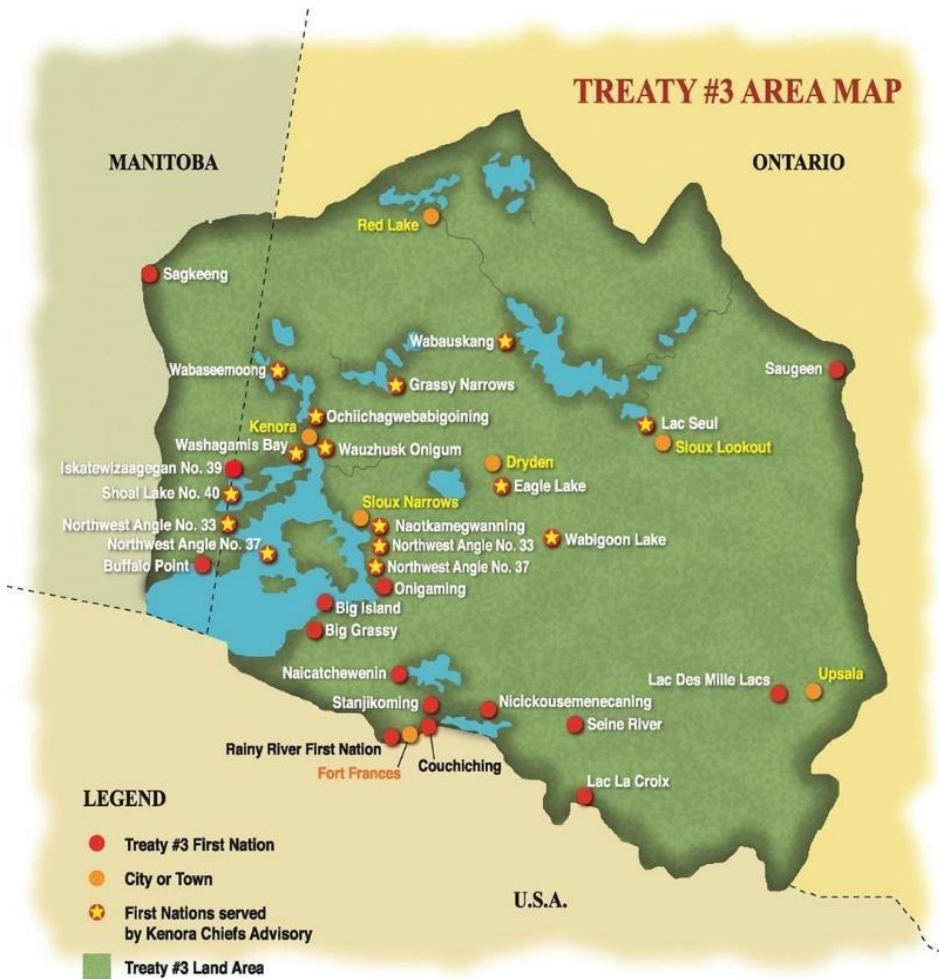 TREATY #3 AREA MAP
MANITOBA
ONTARIO
Red Lake
Sagkeeng
Wabauskang
Wabaseemoong
Grassy Narrows
Saugeen
Ochiichagwebabigoining
Lac Seul
Kenora
Washagamis Bay
Wauzhusk Onigum
Sioux Lookout
Iskatewizaagegan No. 39
Dryden
Eagle Lake
Shoal Lake No. 40
Sioux Narrows
Northwest Angle No. 33
Naotkamegwanning
Northwest Angle No. 37
Northwest Angle No. 33
Wabigoon Lake
Buffalo Point
Northwest Angle No. 37
Onigaming
Big Island
Big Grassy
Naicatchewenin
Lac Des Mille Lacs
Upsala
Stanjikoming
Nicickousemenecaning
Seine River
Rainy River First Nation
Fort Frances
Couchiching
Lac La Croix
LEGEND
Treaty #3 First Nation
City or Town
First Nations served
by Kenora Chiefs Advisory
Treaty #3 Land Area
U.S.A.